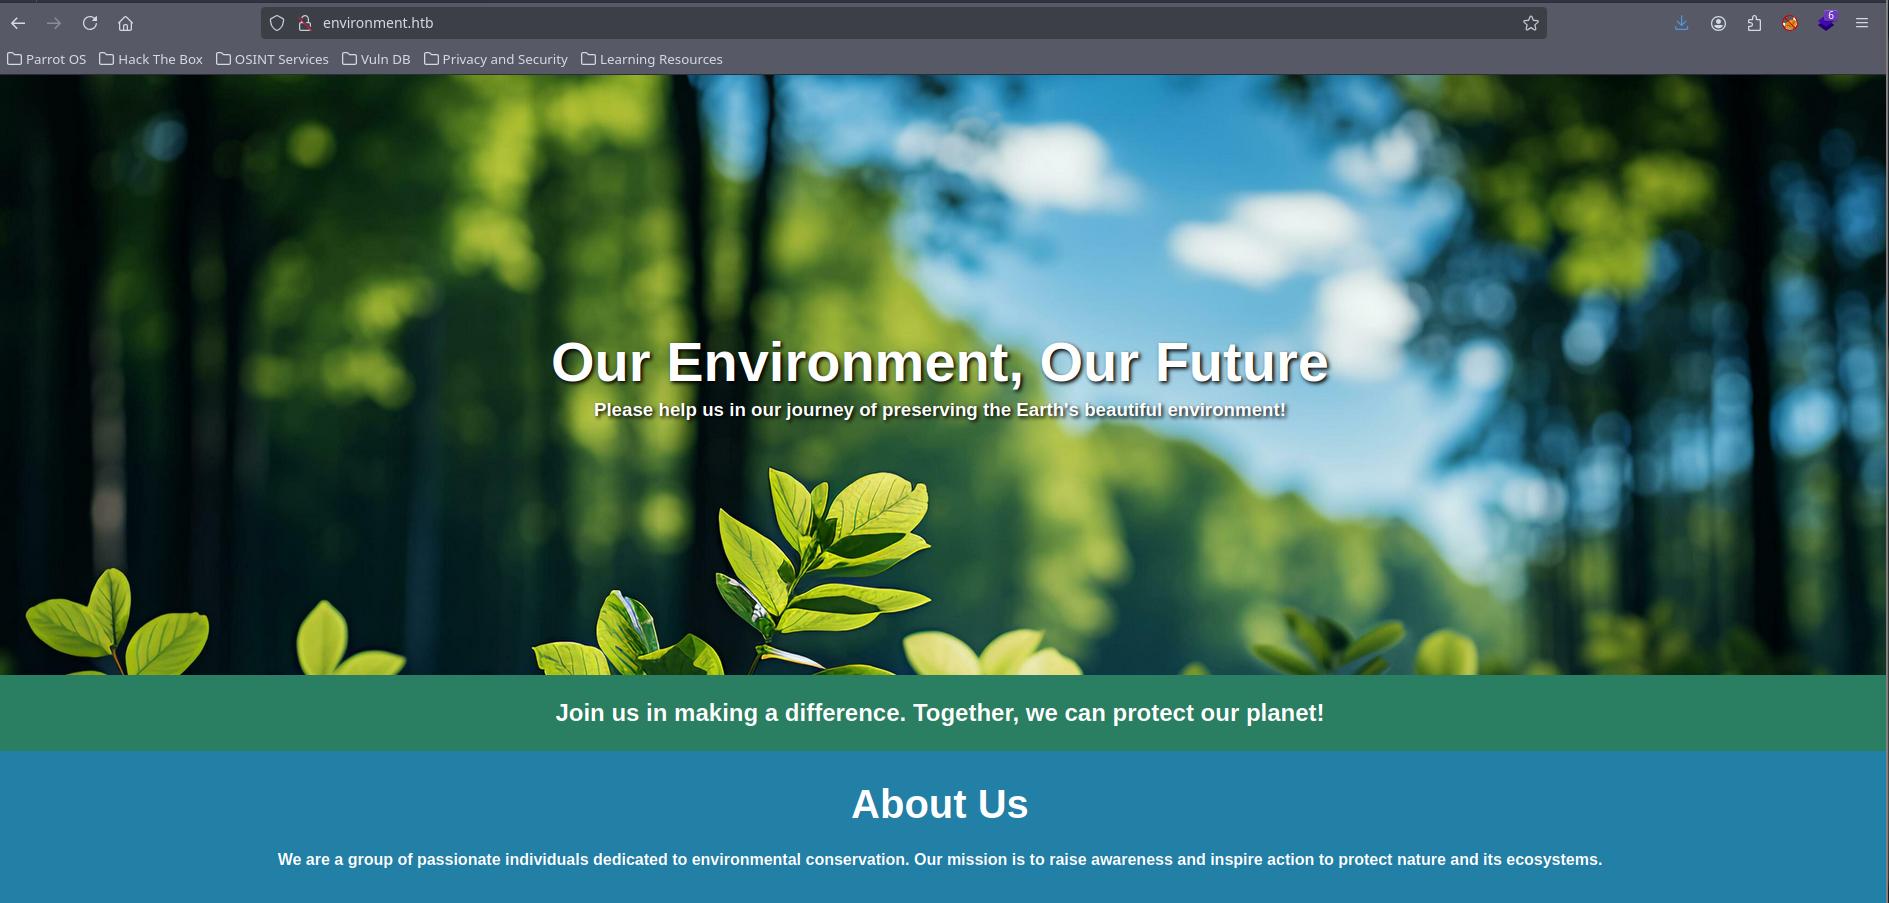 environment.htb
6
Parrot OS Hack The Box OSINT Services Vuln DB Privacy and Security Learning Resources
Our Environment, Our Future
Please help us in our journey of preserving the Earth's beautiful environment!
Join us in making a difference. Together, we can protect our planet!
About Us
We are a group of passionate individuals dedicated to environmental conservation. Our mission is to raise awareness and inspire action to protect nature and its ecosystems.